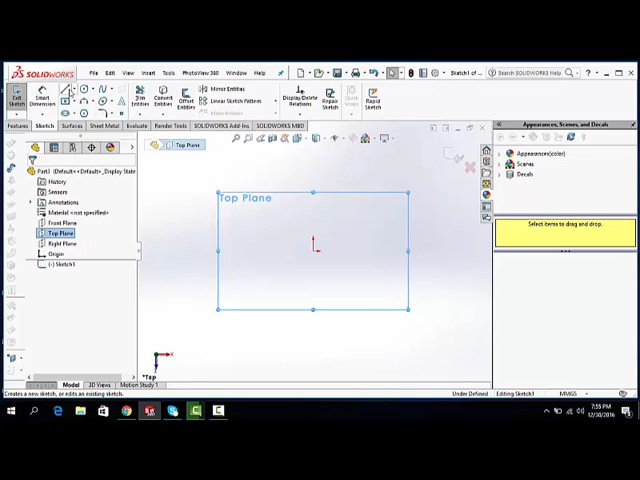 SOLIDWORKS File Edit View Insert Tools PhotoView 360 Window Help Sketch1 of ... Search SOLIDWORKS Help
Exit Sketch Smart Dimension Trim Entities Convert Entities Offset Entities Mirror Entities Linear Sketch Pattern Move Entities Display/Delete Relations Repair Sketch Rapid Sketch
Features Sketch Surfaces Sheet Metal Evaluate Render Tools SOLIDWORKS Add-Ins SOLIDWORKS MBD
Top Plane
Appearances, Scenes, and Decals
Appearances(color)
Scenes
Decals
Part3 (Default<<Default>_Display State
History
Sensors
Annotations
Material <not specified>
Front Plane
Top Plane
Right Plane
Origin
(-) Sketch1
Top Plane
Select items to drag and drop.
*Top
Model 3D Views Motion Study 1
Creates a new sketch, or edits an existing sketch. Under Defined Editing Sketch1 MMGS
7:55 PM
12/30/2016